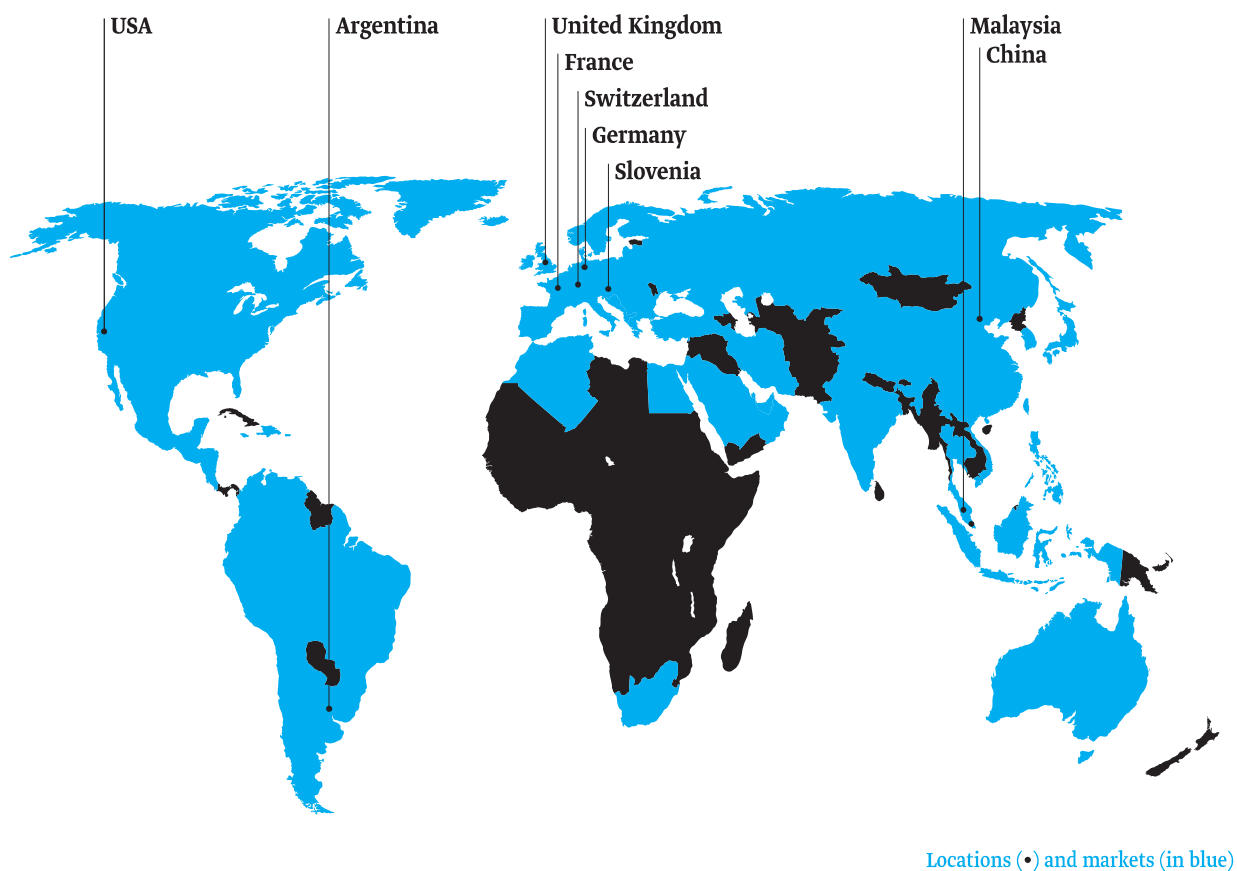 USA
Argentina
United Kingdom
Malaysia
China
France
Switzerland
Germany
Slovenia
Locations (•) and markets (in blue)